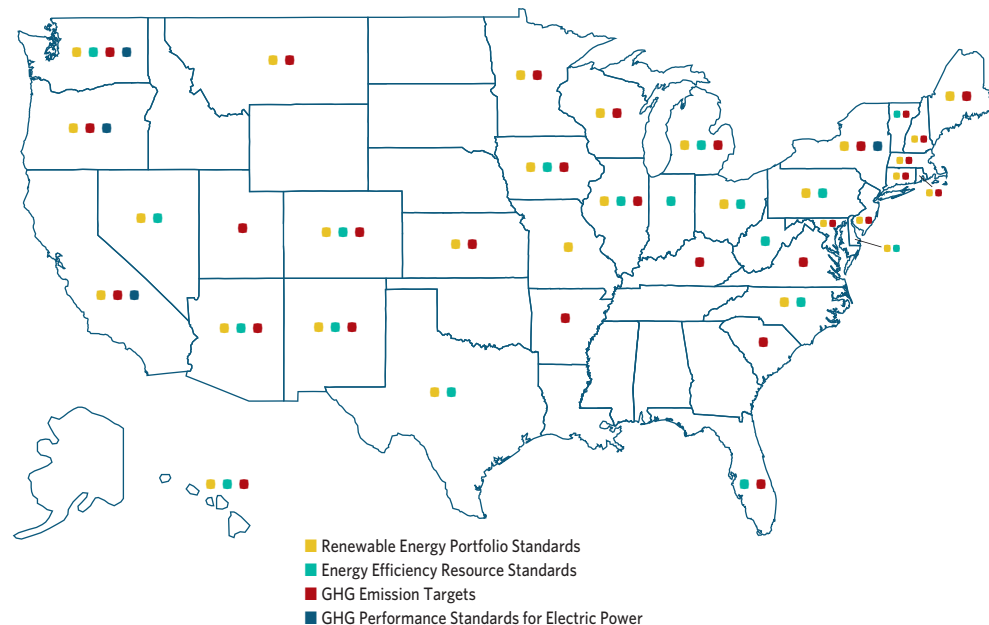 Renewable Energy Portfolio Standards
Energy Efficiency Resource Standards
GHG Emission Targets
GHG Performance Standards for Electric Power